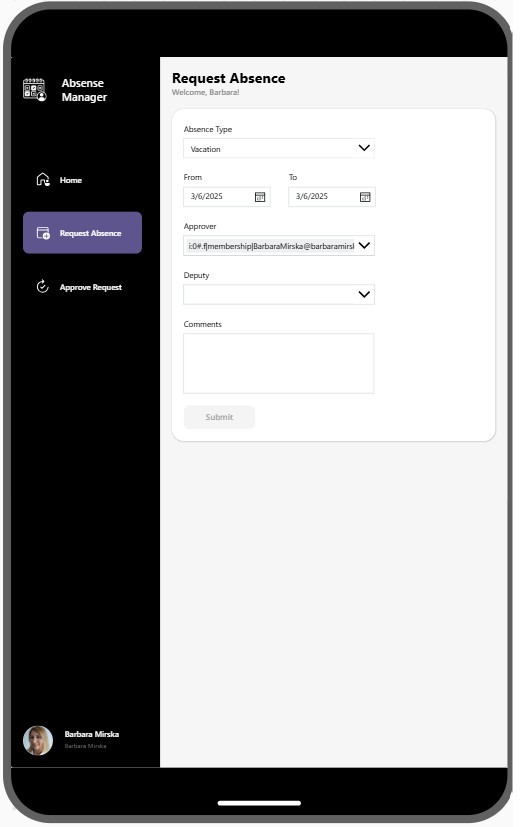 Absense
Manager
Home
Request Absence
Approve Request
Barbara Mirska
Barbara Mirska
Request Absence
Welcome, Barbara!
Absence Type
Vacation
From To
3/6/2025 3/6/2025
Approver
i:0#.f|membership|BarbaraMirska@barbaramirsk
Deputy
Comments
Submit